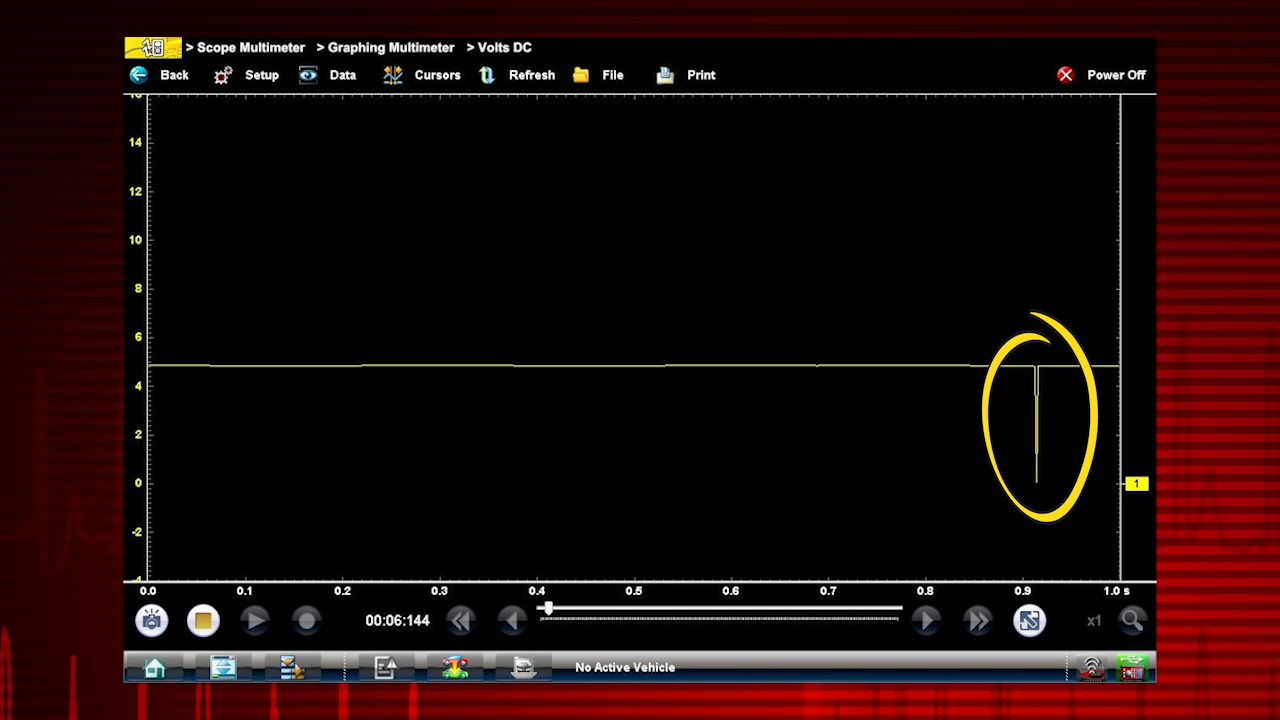 > Scope Multimeter > Graphing Multimeter > Volts DC
Back Setup Data Cursors Refresh File Print Power Off
16
14
12
10
8
6
4
2
0
-2
-4
1
0.0 0.1 0.2 0.3 0.4 0.5 0.6 0.7 0.8 0.9 1.0 s
00:06:144 x1
No Active Vehicle